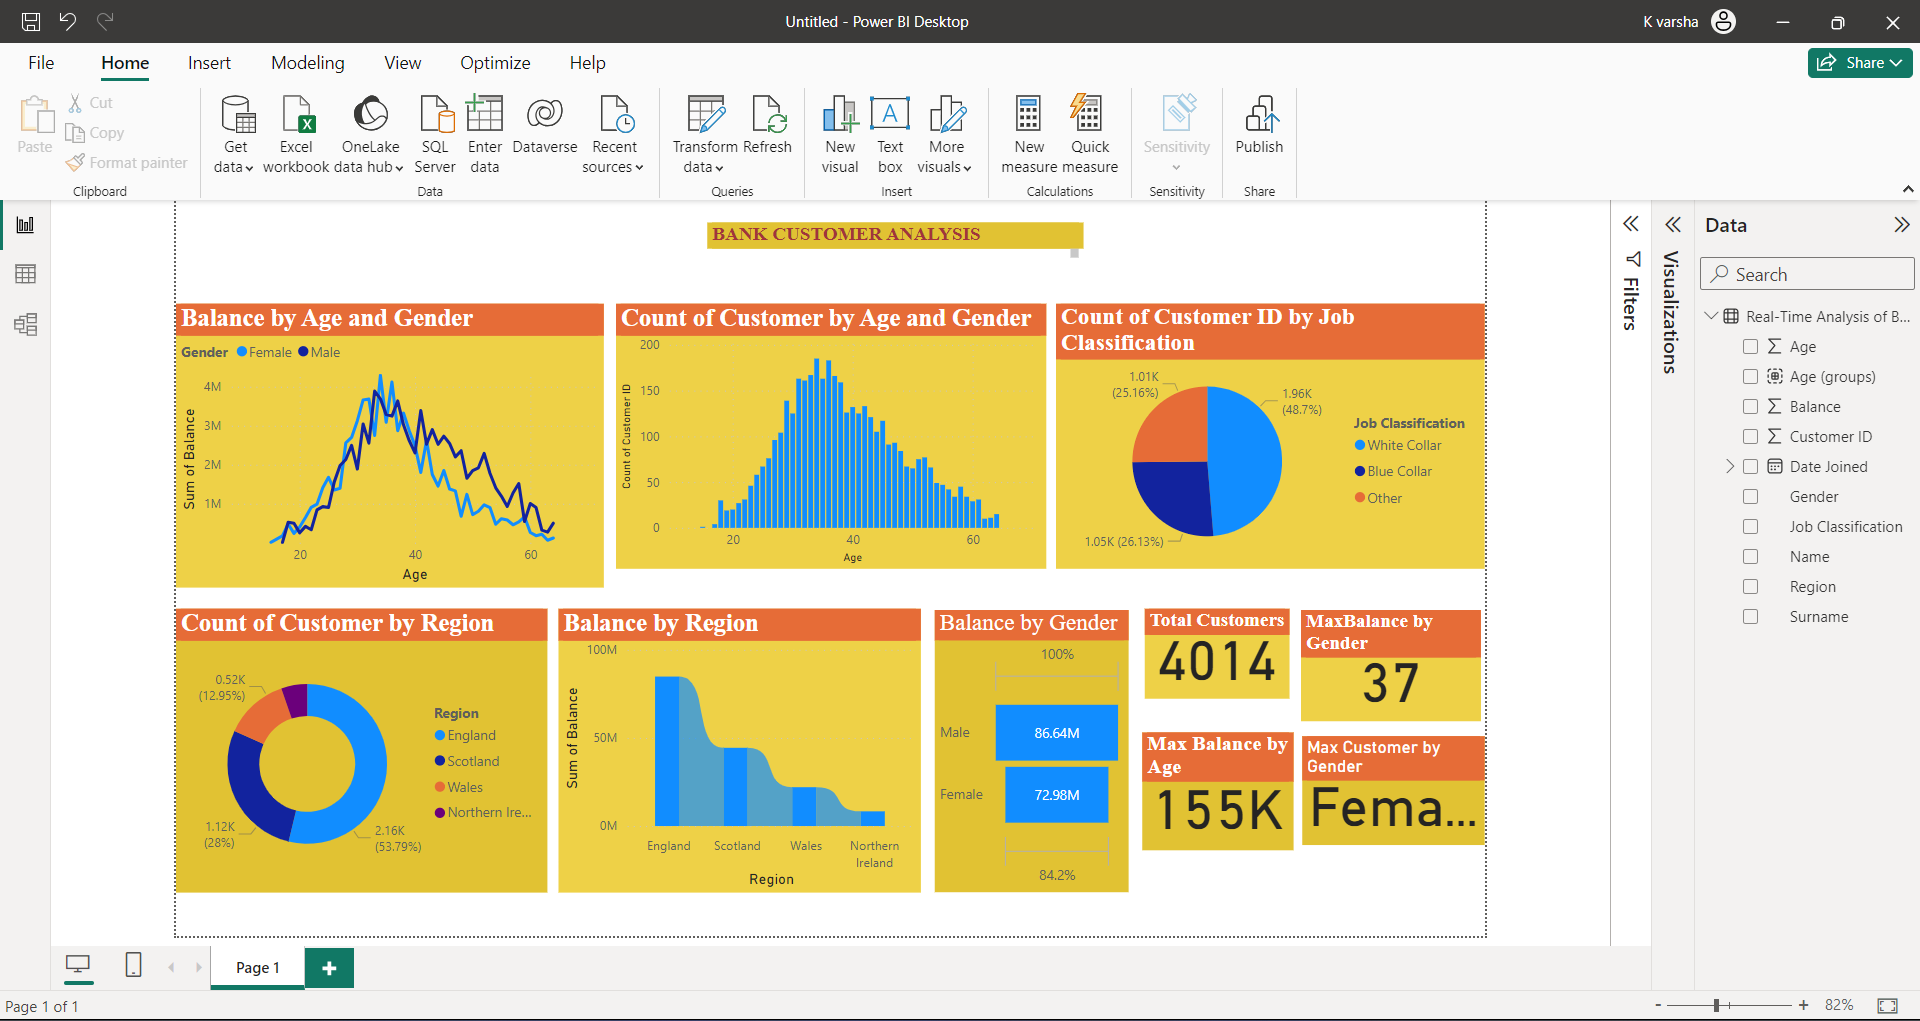 Untitled - Power BI Desktop
K varsha
File
Home
Insert
Modeling
View
Optimize
Help
Share
Paste
Cut
Copy
Format painter
Clipboard
Get
data
Excel
workbook
OneLake
data hub
SQL
Server
Enter
data
Dataverse
Recent
sources
Data
Transform
data
Refresh
Queries
New
visual
Text
box
More
visuals
Insert
New
measure
Quick
measure
Calculations
Sensitivity
Sensitivity
Publish
Share
BANK CUSTOMER ANALYSIS
Balance by Age and Gender
Gender Female Male
Sum of Balance
4M
3M
2M
1M
20 40 60
Age
Count of Customer by Age and Gender
Count of Customer ID
200
150
100
50
0
20 40 60
Age
Count of Customer ID by Job
Classification
1.01K
(25.16%)
1.96K
(48.7%)
1.05K (26.13%)
Job Classification
White Collar
Blue Collar
Other
Count of Customer by Region
0.52K
(12.95%)
1.12K
(28%)
2.16K
(53.79%)
Region
England
Scotland
Wales
Northern Ire...
Balance by Region
Sum of Balance
100M
50M
0M
England Scotland Wales Northern
Ireland
Region
Balance by Gender
100%
Male 86.64M
Female 72.98M
84.2%
Total Customers
4014
MaxBalance by
Gender
37
Max Balance by
Age
155K
Max Customer by
Gender
Fema...
Filters
Visualizations
Data
Search
Real-Time Analysis of B...
Age
Age (groups)
Balance
Customer ID
Date Joined
Gender
Job Classification
Name
Region
Surname
Page 1
Page 1 of 1
82%